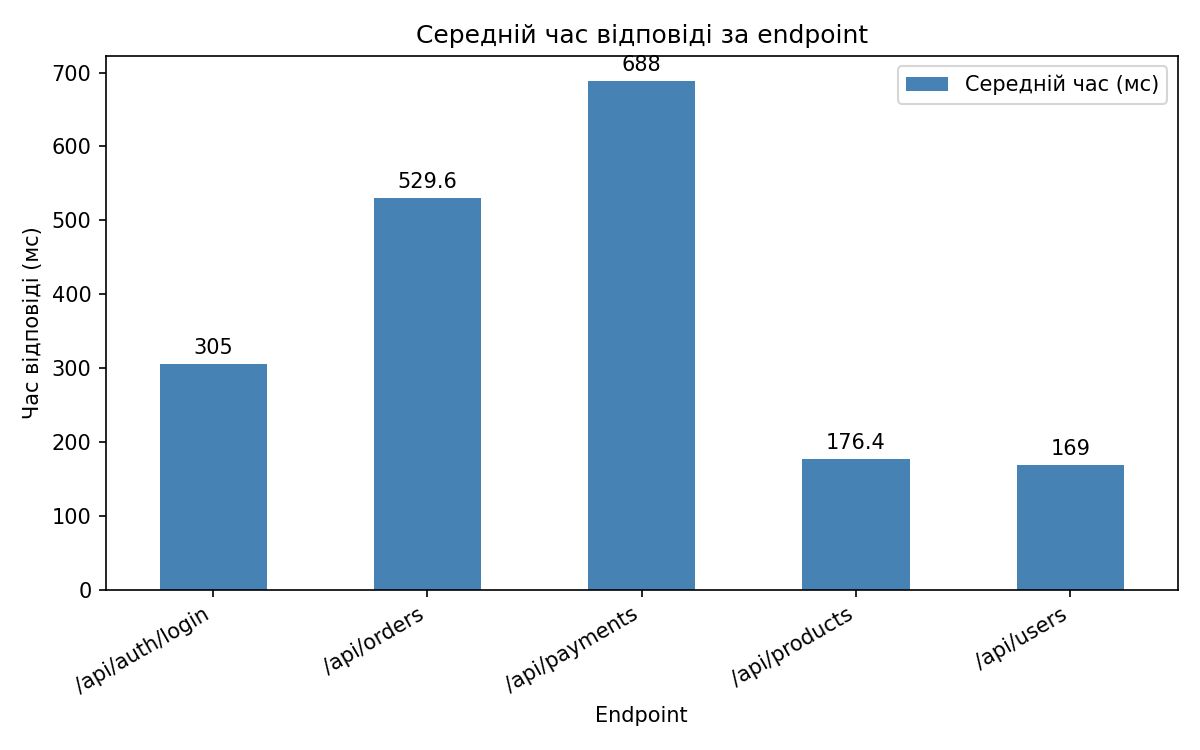 Середній час відповіді за endpoint
Середній час (мс)
Час відповіді (мс)
700
600
500
400
300
200
100
0
305
529.6
688
176.4
169
/api/auth/login
/api/orders
/api/payments
/api/products
/api/users
Endpoint